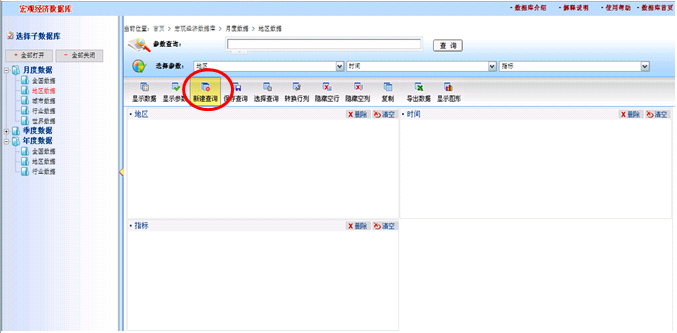 宏观经济数据库
・数据库介绍 ・解释说明 ・使用帮助 ・数据库首页
选择子数据库
+ 全部打开 - 全部关闭
月度数据
全国数据
地区数据
城市数据
行业数据
世界数据
季度数据
年度数据
全国数据
地区数据
行业数据
当前位置：首页 > 宏观经济数据库 > 月度数据 > 地区数据
参数查询： 查 询
选择参数： 地区 时间 指标
显示数据 显示参数 新建查询 保存查询 选择查询 转换行列 隐藏空行 隐藏空列 复制 导出数据 显示图形
・地区 删除 清空
・时间 删除 清空
・指标 删除 清空